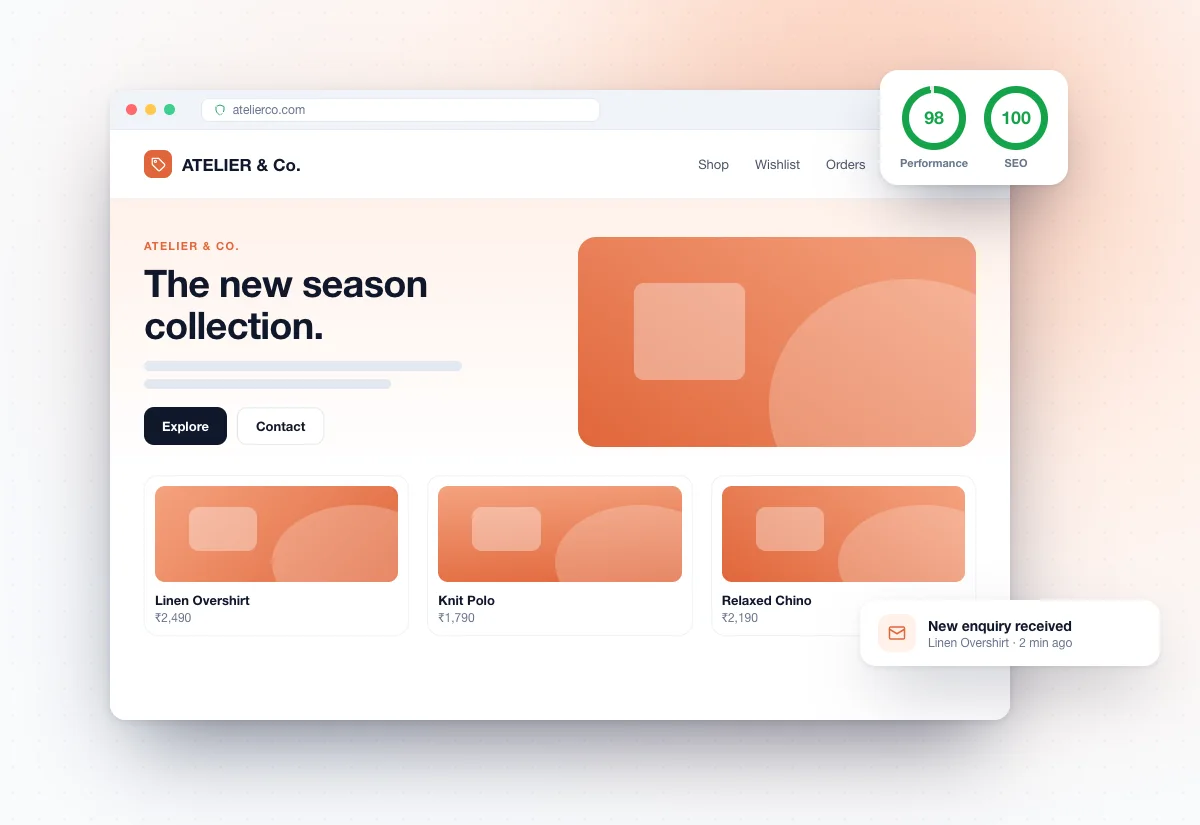 atelierco.com
98
100
Performance
SEO
ATELIER & Co.
Shop
Wishlist
Orders
ATELIER & CO.
The new season
collection.
Explore
Contact
Linen Overshirt
₹2,490
Knit Polo
₹1,790
Relaxed Chino
₹2,190
New enquiry received
Linen Overshirt · 2 min ago